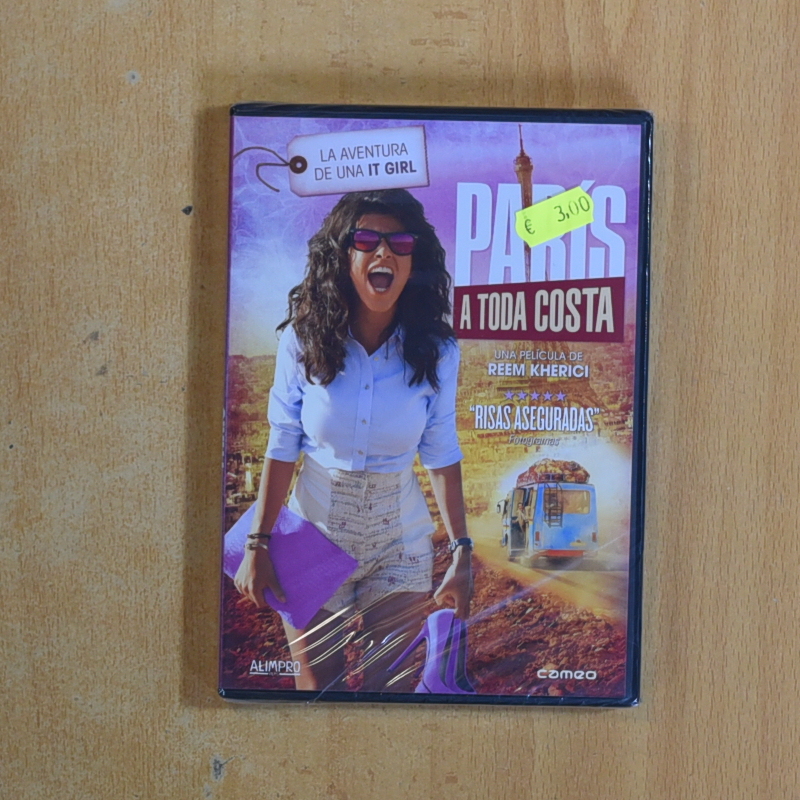 LA AVENTURA
DE UNA IT GIRL
PARÍS
€ 3,00
A TODA COSTA
UNA PELÍCULA DE
REEM KHERICI
★★★★★
"RISAS ASEGURADAS"
Fotogramas
ALIMPRO
cameo